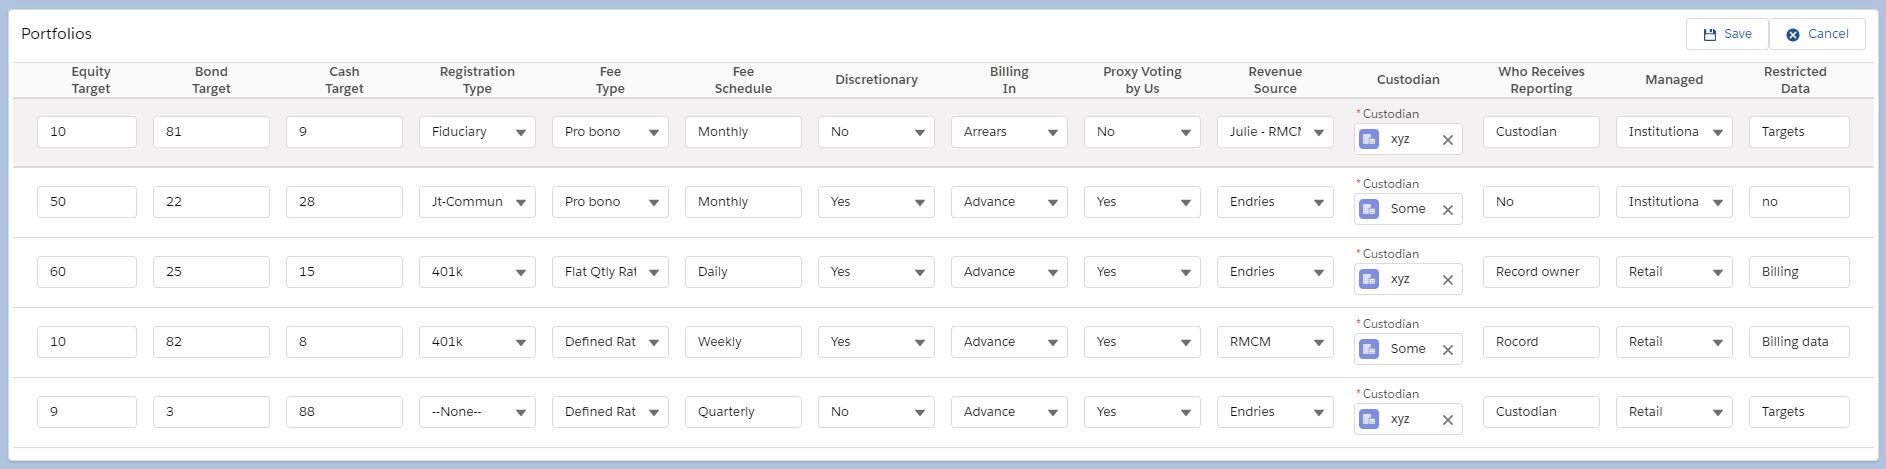 Portfolios Save Cancel
Equity Target Bond Target Cash Target Registration Type Fee Type Fee Schedule Discretionary Billing In Proxy Voting by Us Revenue Source Custodian Who Receives Reporting Managed Restricted Data
* Custodian
10 81 9 Fiduciary Pro bono Monthly No Arrears No Julie - RMCM xyz Custodian Institutiona Targets
* Custodian
50 22 28 Jt-Commun Pro bono Monthly Yes Advance Yes Endries Some No Institutiona no
* Custodian
60 25 15 401k Flat Qtly Rat Daily Yes Advance Yes Endries xyz Record owner Retail Billing
* Custodian
10 82 8 401k Defined Rat Weekly Yes Advance Yes RMCM Some Rocord Retail Billing data
* Custodian
9 3 88 --None-- Defined Rat Quarterly No Advance Yes Endries xyz Custodian Retail Targets